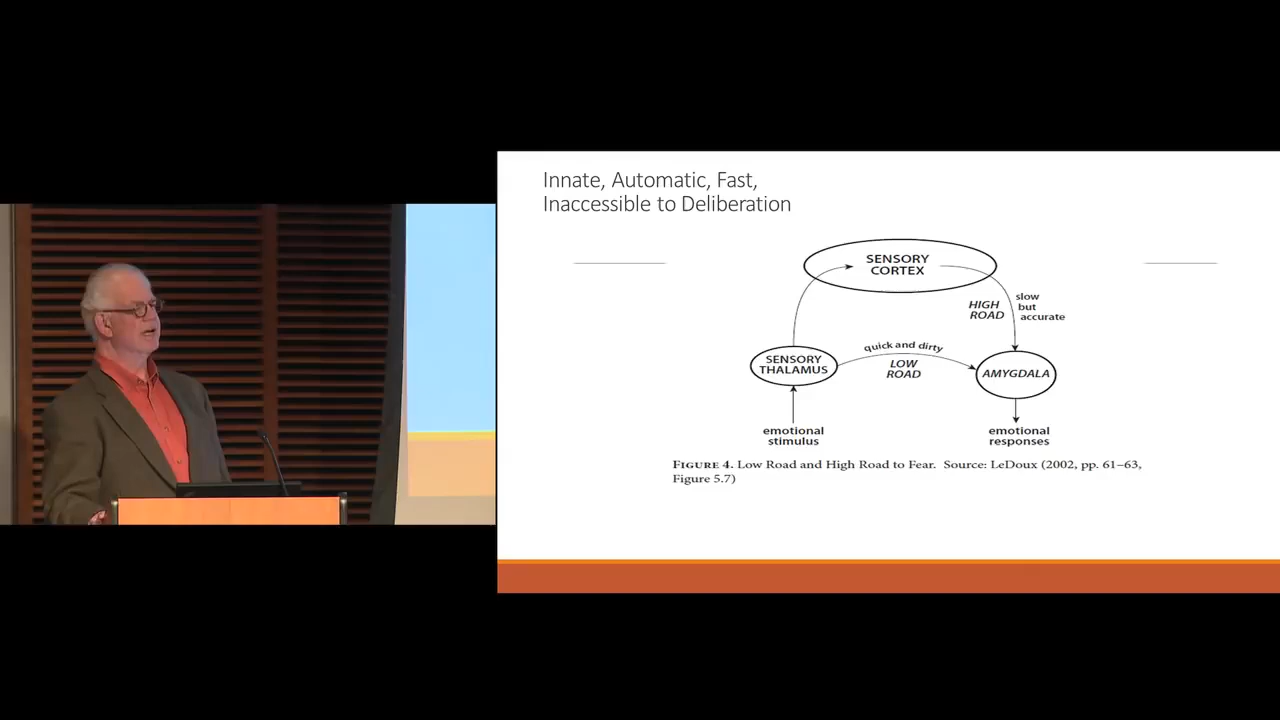 Innate, Automatic, Fast,
Inaccessible to Deliberation
SENSORY
CORTEX
HIGH
ROAD
slow
but
accurate
quick and dirty
LOW
ROAD
SENSORY
THALAMUS
AMYGDALA
emotional
stimulus
emotional
responses
FIGURE 4. Low Road and High Road to Fear. Source: LeDoux (2002, pp. 61–63,
Figure 5.7)